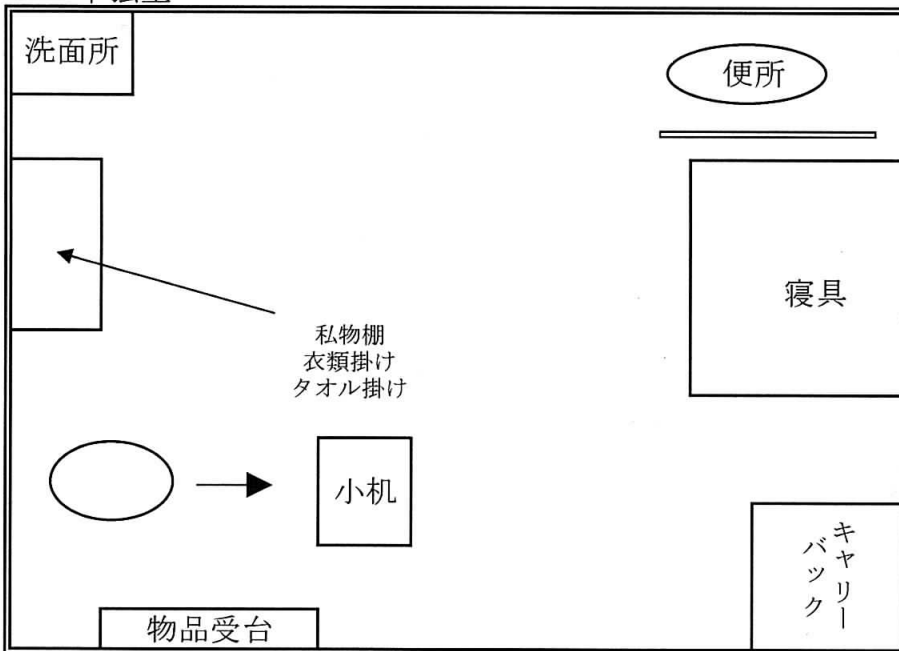 洗面所
便所
寝具
私物棚
衣類掛け
タオル掛け
小机
キャリー
バック
物品受台